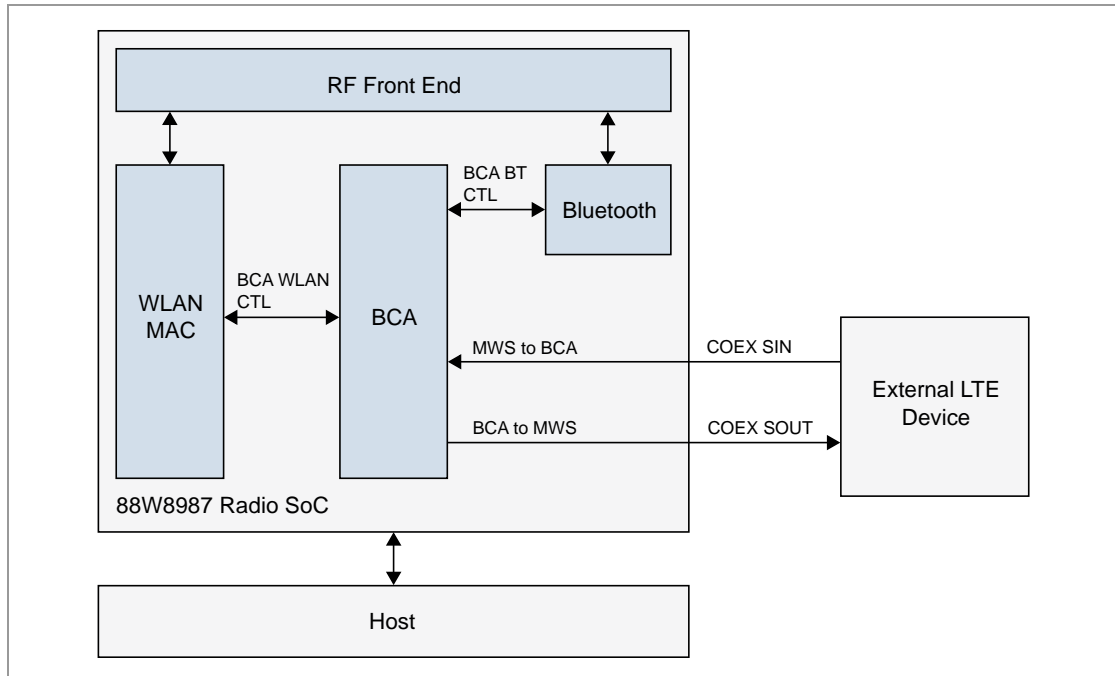 RF Front End
BCA BT
CTL
Bluetooth
BCA WLAN
CTL
WLAN
MAC
BCA
MWS to BCA
COEX SIN
External LTE
Device
BCA to MWS
COEX SOUT
88W8987 Radio SoC
Host